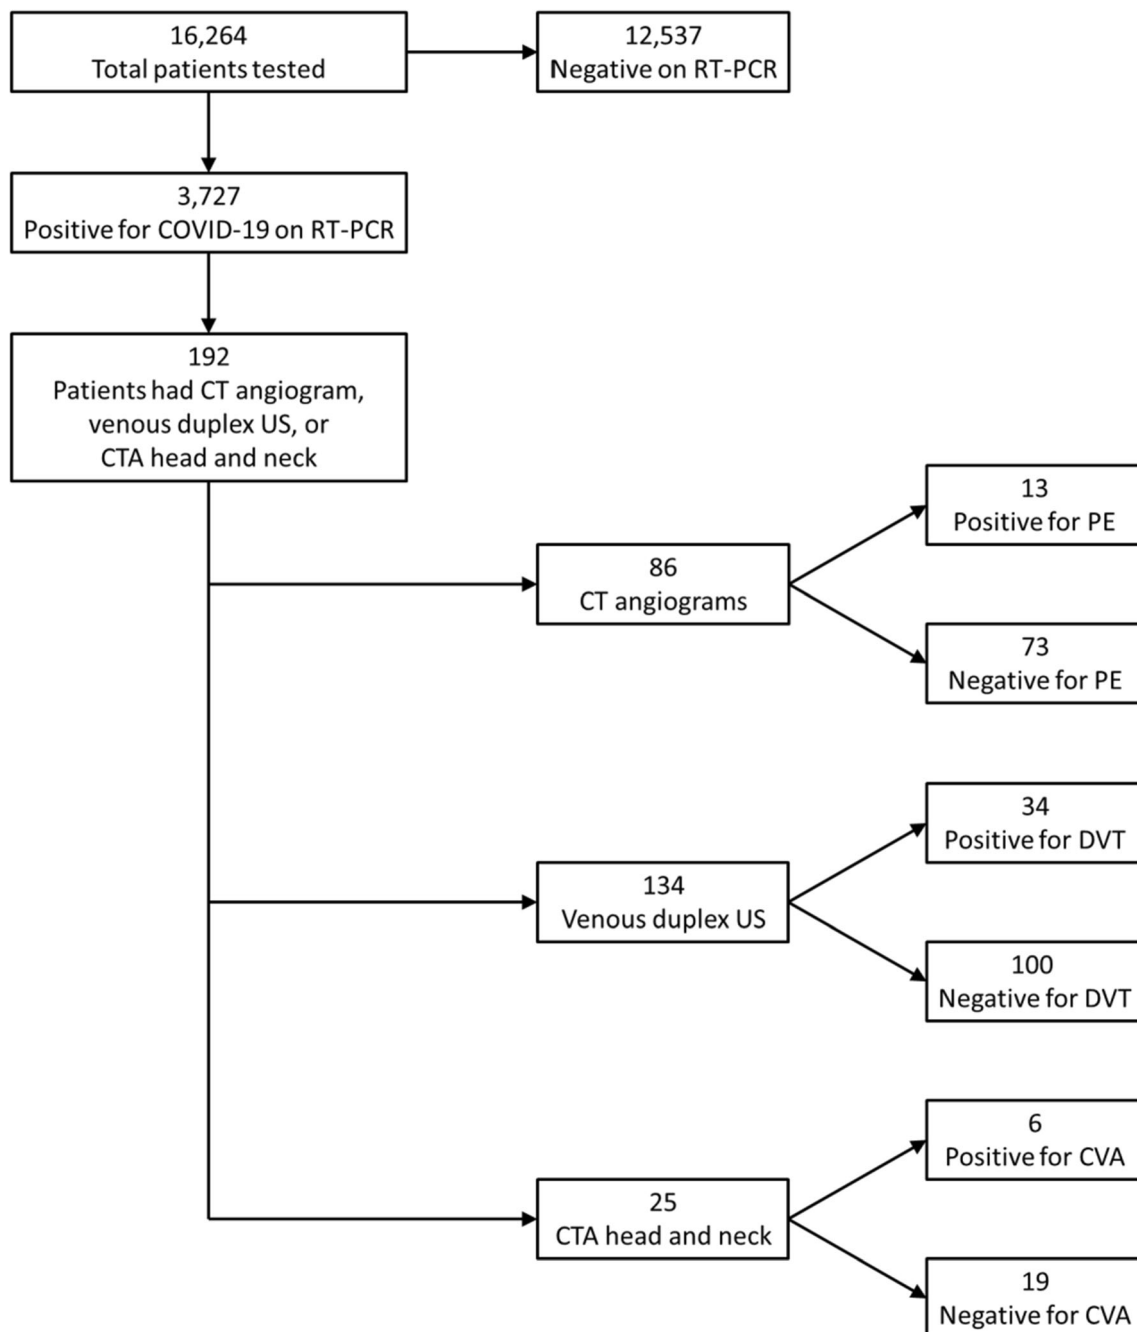 16,264
Total patients tested
12,537
Negative on RT-PCR
3,727
Positive for COVID-19 on RT-PCR
192
Patients had CT angiogram,
venous duplex US, or
CTA head and neck
86
CT angiograms
13
Positive for PE
73
Negative for PE
134
Venous duplex US
34
Positive for DVT
100
Negative for DVT
25
CTA head and neck
6
Positive for CVA
19
Negative for CVA